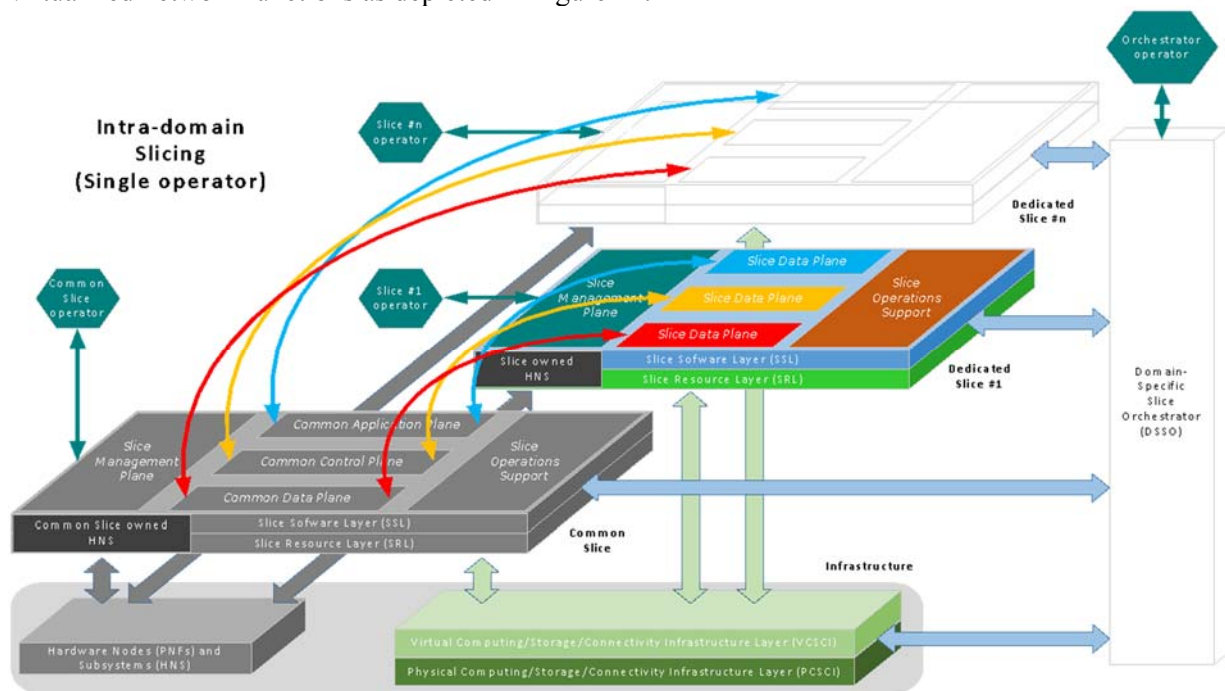 Intra-domain
Slicing
(Single operator)
Orchestrator
operator
Slice #n
operator
Dedicated
Slice #n
Common
Slice
operator
Slice #1
operator
Slice
Management
Plane
Slice Data Plane
Slice Data Plane
Slice Data Plane
Slice
Operations
Support
Slice owned
HNS
Slice Sofware Layer (SSL)
Slice Resource Layer (SRL)
Dedicated
Slice #1
Domain-
Specific
Slice
Orchestrator
(DSSO)
Slice
Management
Plane
Common Application Plane
Common Control Plane
Common Data Plane
Slice
Operations
Support
Common Slice owned
HNS
Slice Sofware Layer (SSL)
Slice Resource Layer (SRL)
Common
Slice
Infrastructure
Hardware Nodes (PNFs) and
Subsystems (HNS)
Virtual Computing/Storage/Connectivity Infrastructure Layer (VCSCI)
Physical Computing/Storage/Connectivity Infrastructure Layer (PCSCI)